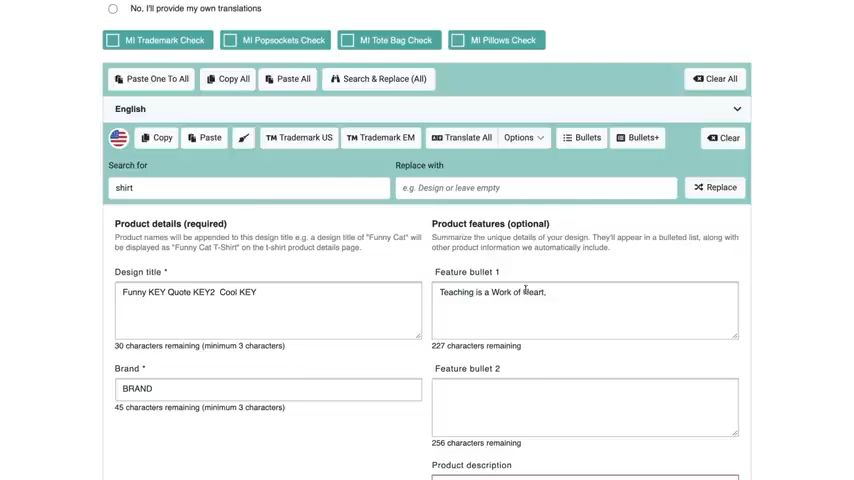 No, I'll provide my own translations
MI Trademark Check
MI Popsockets Check
MI Tote Bag Check
MI Pillows Check
Paste One To All
Copy All
Paste All
Search & Replace (All)
Clear All
English
Copy
Paste
TM Trademark US
TM Trademark EM
Translate All
Options
Bullets
Bullets+
Clear
Search for
Replace with
shirt
e.g. Design or leave empty
Replace
Product details (required)
Product names will be appended to this design title e.g. a design title of "Funny Cat" will
be displayed as "Funny Cat T-Shirt" on the t-shirt product details page.
Product features (optional)
Summarize the unique details of your design. They'll appear in a bulleted list, along with
other product information we automatically include.
Design title *
Funny KEY Quote KEY2 Cool KEY
30 characters remaining (minimum 3 characters)
Feature bullet 1
Teaching is a Work of Heart,
227 characters remaining
Brand *
BRAND
45 characters remaining (minimum 3 characters)
Feature bullet 2
256 characters remaining
Product description